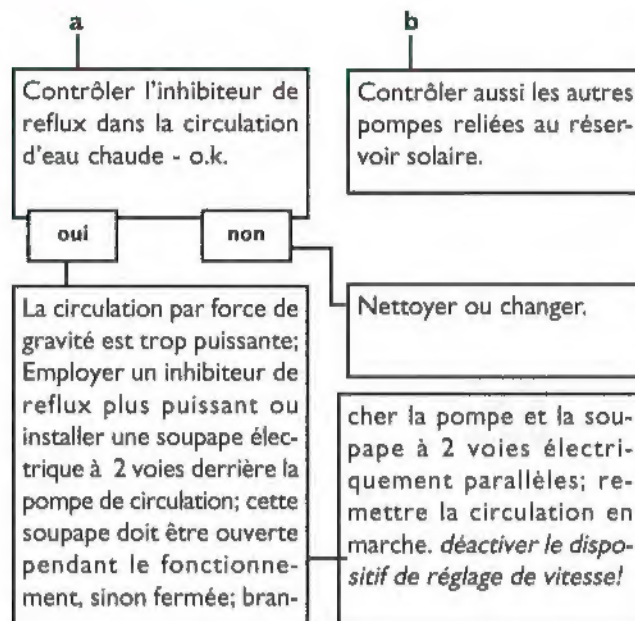 a
Contrôler l'inhibiteur de
reflux dans la circulation
d'eau chaude - o.k.
b
Contrôler aussi les autres
pompes reliées au réser-
voir solaire.
oui
non
La circulation par force de
gravité est trop puissante;
Employer un inhibiteur de
reflux plus puissant ou
installer une soupape élec-
trique à 2 voies derrière la
pompe de circulation; cette
soupape doit être ouverte
pendant le fonctionne-
ment, sinon fermée; bran-
Nettoyer ou changer.
cher la pompe et la sou-
pape à 2 voies électri-
quement parallèles; re-
mettre la circulation en
marche. déactiver le dispo-
sitif de réglage de vitesse!